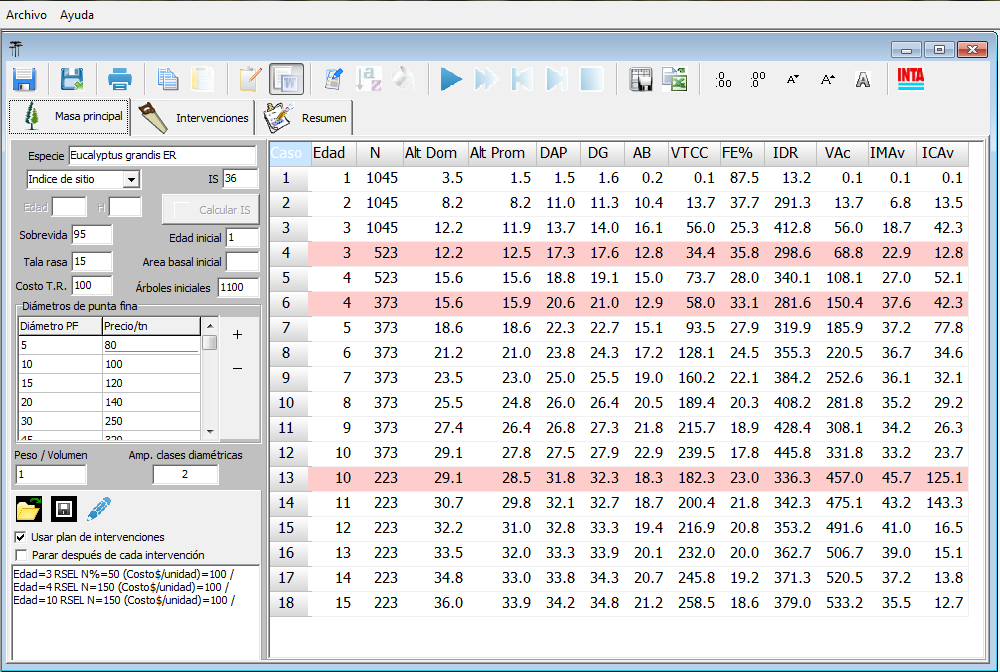 Archivo Ayuda
INTA
Masa principal Intervenciones Resumen
Especie Eucalyptus grandis ER
Indice de sitio IS 36
Edad H Calcular IS
Sobrevida 95 Edad inicial 1
Tala rasa 15 Area basal inicial
Costo T.R. 100 Árboles iniciales 1100
Diámetros de punta fina
Diámetro PF Precio/tn
5 80
10 100
15 120
20 140
30 250
45 320
Peso / Volumen Amp. clases diamétricas
1 2
Usar plan de intervenciones
Parar después de cada intervención
Edad=3 RSEL N%=50 (Costo$/unidad)=100 /
Edad=4 RSEL N=150 (Costo$/unidad)=100 /
Edad=10 RSEL N=150 (Costo$/unidad)=100 /
Caso Edad N Alt Dom Alt Prom DAP DG AB VTCC FE% IDR VAc IMAv ICAv
1 1 1045 3.5 1.5 1.5 1.6 0.2 0.1 87.5 13.2 0.1 0.1 0.1
2 2 1045 8.2 8.2 11.0 11.3 10.4 13.7 37.7 291.3 13.7 6.8 13.5
3 3 1045 12.2 11.9 13.7 14.0 16.1 56.0 25.3 412.8 56.0 18.7 42.3
4 3 523 12.2 12.5 17.3 17.6 12.8 34.4 35.8 298.6 68.8 22.9 12.8
5 4 523 15.6 15.6 18.8 19.1 15.0 73.7 28.0 340.1 108.1 27.0 52.1
6 4 373 15.6 15.9 20.6 21.0 12.9 58.0 33.1 281.6 150.4 37.6 42.3
7 5 373 18.6 18.6 22.3 22.7 15.1 93.5 27.9 319.9 185.9 37.2 77.8
8 6 373 21.2 21.0 23.8 24.3 17.2 128.1 24.5 355.3 220.5 36.7 34.6
9 7 373 23.5 23.0 25.0 25.5 19.0 160.2 22.1 384.2 252.6 36.1 32.1
10 8 373 25.5 24.8 26.0 26.4 20.5 189.4 20.3 408.2 281.8 35.2 29.2
11 9 373 27.4 26.4 26.8 27.3 21.8 215.7 18.9 428.4 308.1 34.2 26.3
12 10 373 29.1 27.8 27.5 27.9 22.9 239.5 17.8 445.8 331.8 33.2 23.7
13 10 223 29.1 28.5 31.8 32.3 18.3 182.3 23.0 336.3 457.0 45.7 125.1
14 11 223 30.7 29.8 32.1 32.7 18.7 200.4 21.8 342.3 475.1 43.2 143.3
15 12 223 32.2 31.0 32.8 33.3 19.4 216.9 20.8 353.2 491.6 41.0 16.5
16 13 223 33.5 32.0 33.3 33.9 20.1 232.0 20.0 362.7 506.7 39.0 15.1
17 14 223 34.8 33.0 33.8 34.3 20.7 245.8 19.2 371.3 520.5 37.2 13.8
18 15 223 36.0 33.9 34.2 34.8 21.2 258.5 18.6 379.0 533.2 35.5 12.7